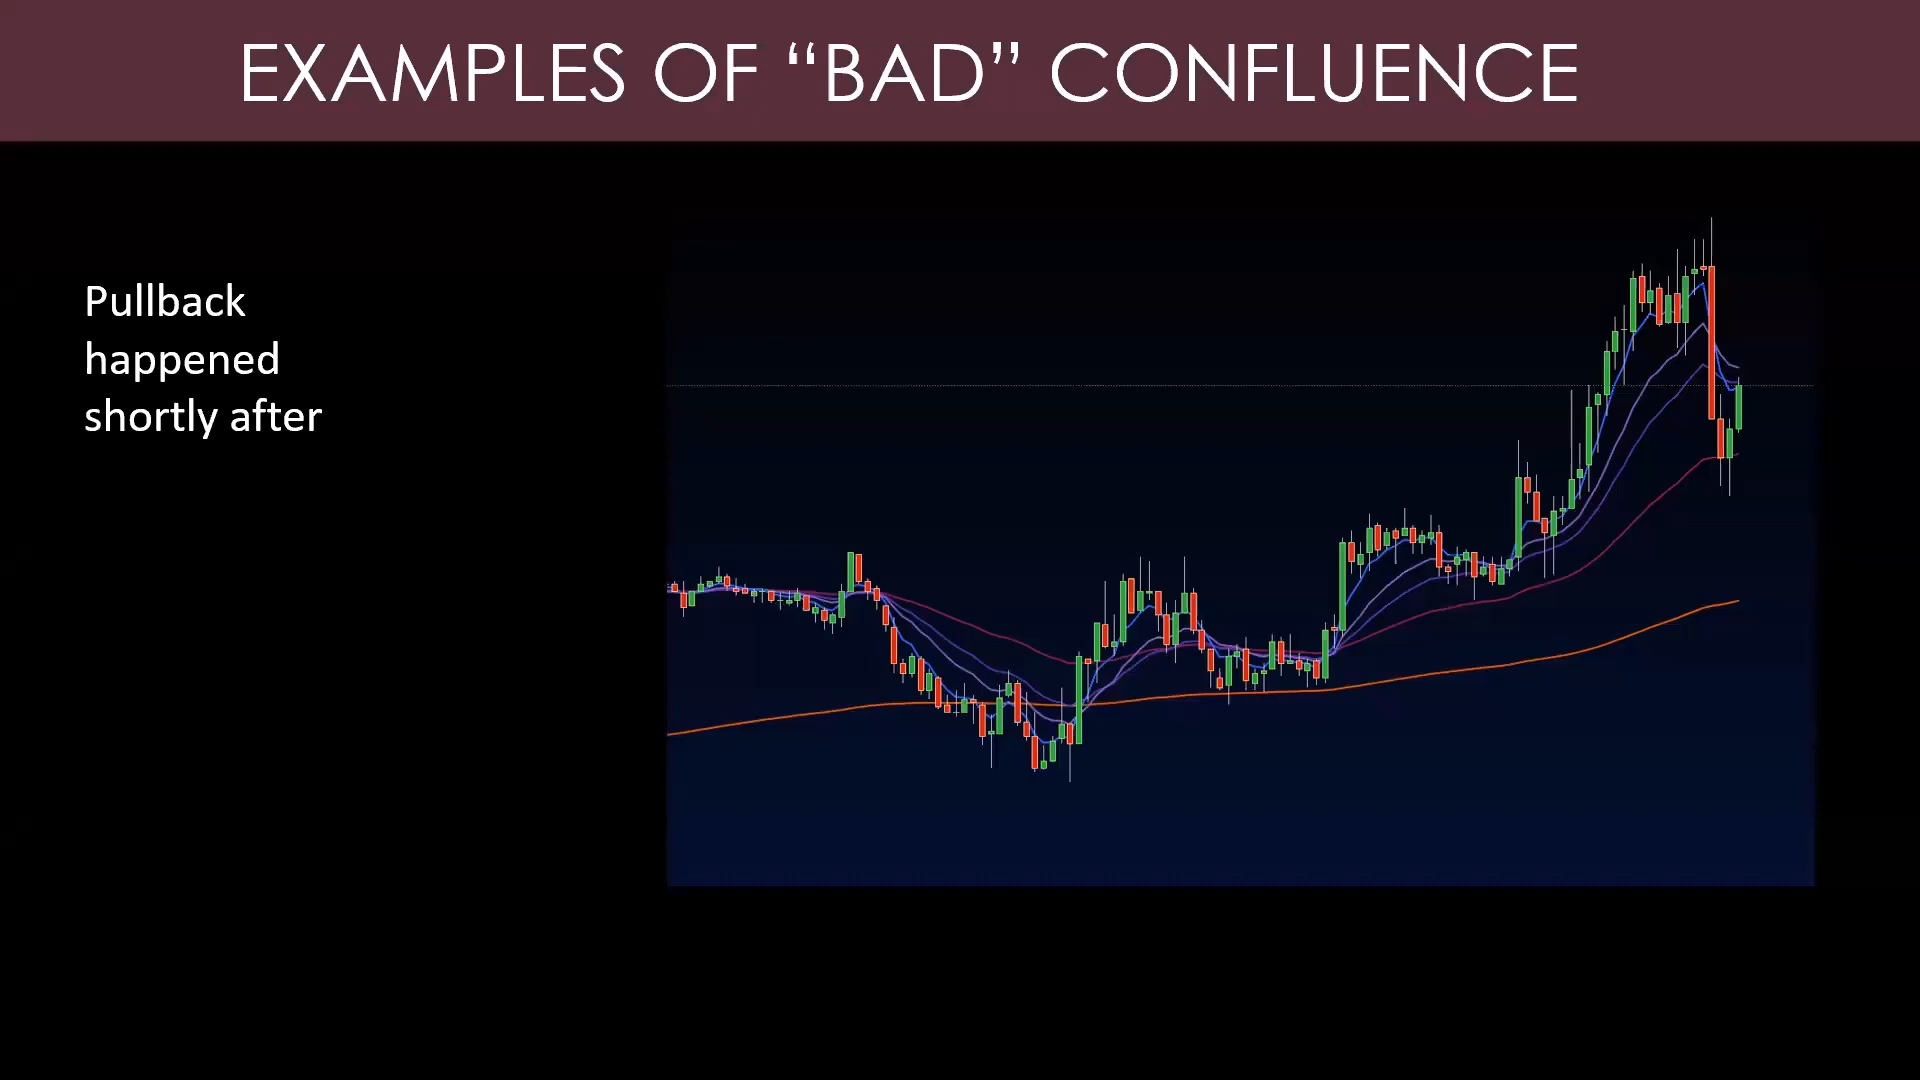 EXAMPLES OF “BAD” CONFLUENCE
Pullback
happened
shortly after